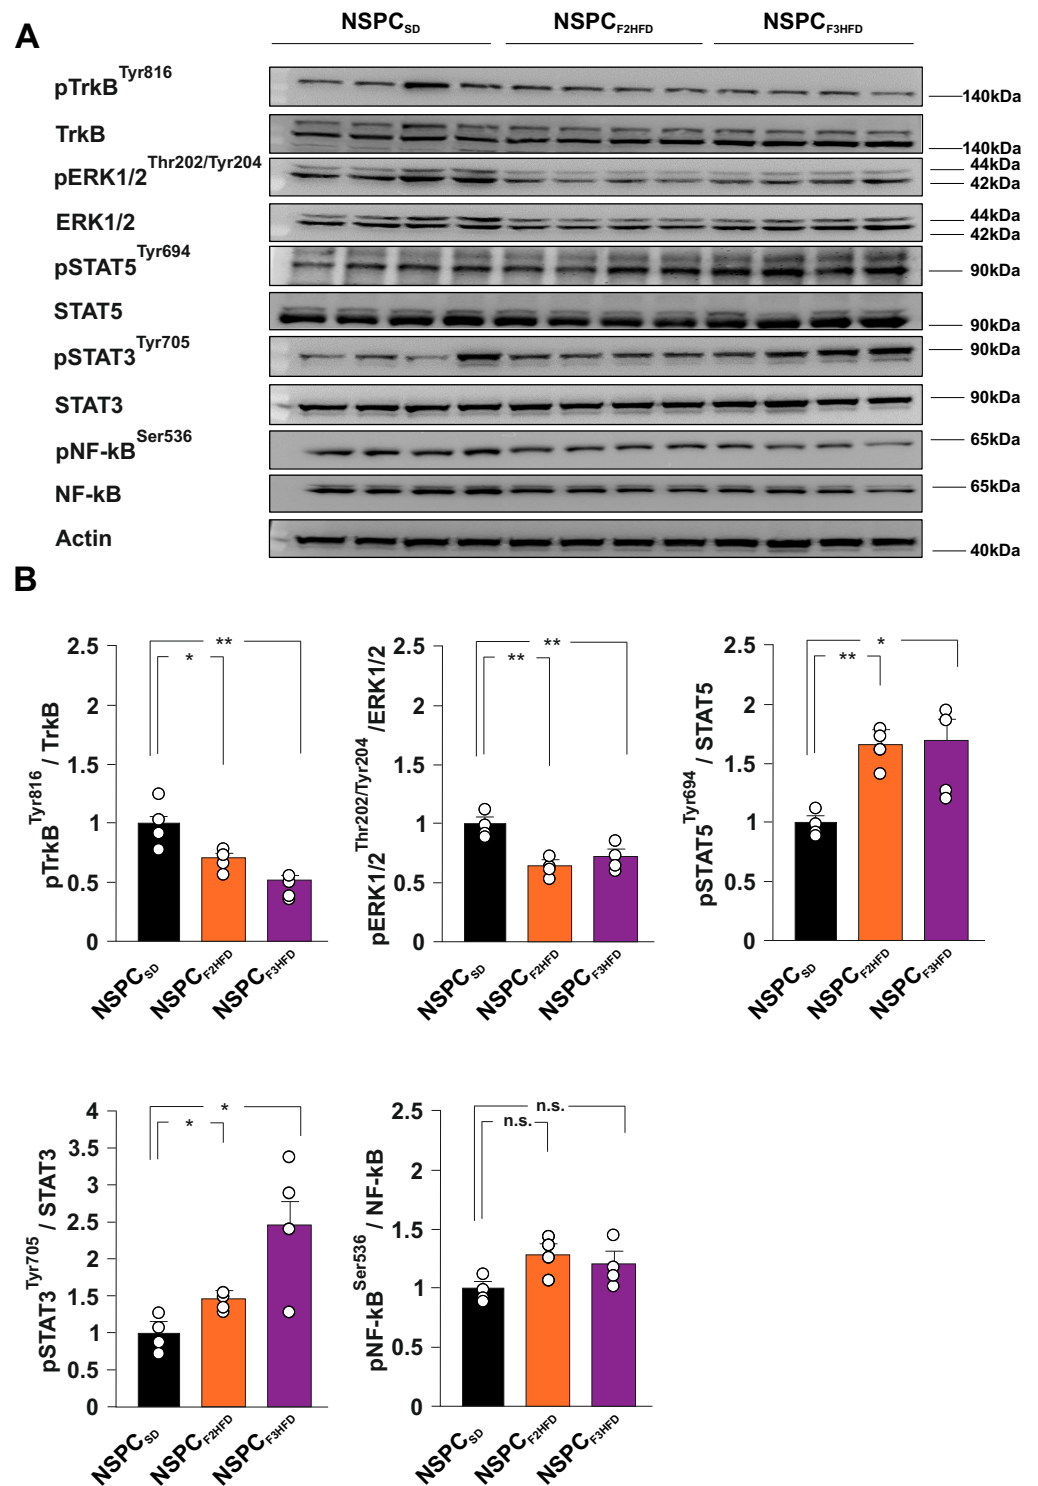 A
NSPCSD NSPCF2HFD NSPCF3HFD
pTrkBTyr816 140kDa
TrkB 140kDa
pERK1/2Thr202/Tyr204 44kDa
42kDa
ERK1/2 44kDa
42kDa
pSTAT5Tyr694 90kDa
STAT5 90kDa
pSTAT3Tyr705 90kDa
STAT3 90kDa
pNF-kBSer536 65kDa
NF-kB 65kDa
Actin 40kDa
B
pTrkBTyr816 / TrkB
2.5
2
1.5
1
0.5
0
**
*
NSPCSD NSPCF2HFD NSPCF3HFD
pERK1/2Thr202/Tyr204 /ERK1/2
2.5
2
1.5
1
0.5
0
**
**
NSPCSD NSPCF2HFD NSPCF3HFD
pSTAT5Tyr694 / STAT5
2.5
2
1.5
1
0.5
0
*
**
NSPCSD NSPCF2HFD NSPCF3HFD
pSTAT3Tyr705 / STAT3
4
3.5
3
2.5
2
1.5
1
0.5
0
*
*
NSPCSD NSPCF2HFD NSPCF3HFD
pNF-kBSer536 / NF-kB
2.5
2
1.5
1
0.5
0
n.s.
n.s.
NSPCSD NSPCF2HFD NSPCF3HFD